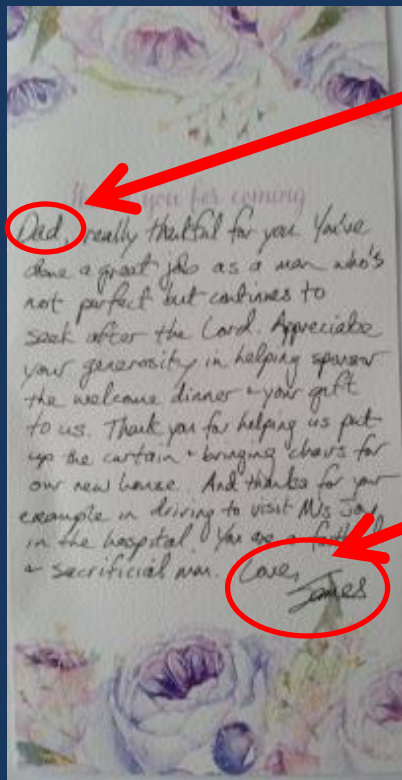 Thank you for coming
Dad, really thankful for you. You've
done a great job as a man who's
not perfect but continues to
seek after the Lord. Appreciate
your generosity in helping sponsor
the welcome dinner + your gift
to us. Thank you for helping us put
up the curtain + bringing chairs for
our new house. And thanks for your
example in driving to visit Ms Joy
in the hospital. You are a faithful
+ sacrificial man. Love,
James